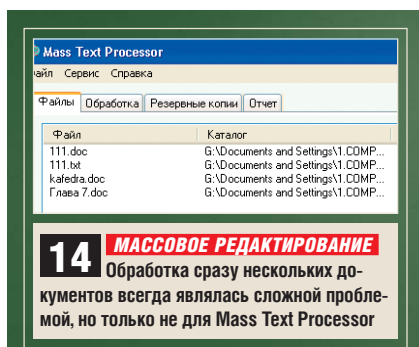 Mass Text Processor
айл Сервис Справка
Файлы Обработка Резервные копии Отчет
Файл Каталог
111.doc G:\Documents and Settings\1.COMP...
111.txt G:\Documents and Settings\1.COMP...
kafedra.doc G:\Documents and Settings\1.COMP...
Глава 7.doc G:\Documents and Settings\1.COMP...
14 МАССОВОЕ РЕДАКТИРОВАНИЕ
Обработка сразу нескольких до-
кументов всегда являлась сложной пробле-
мой, но только не для Mass Text Processor